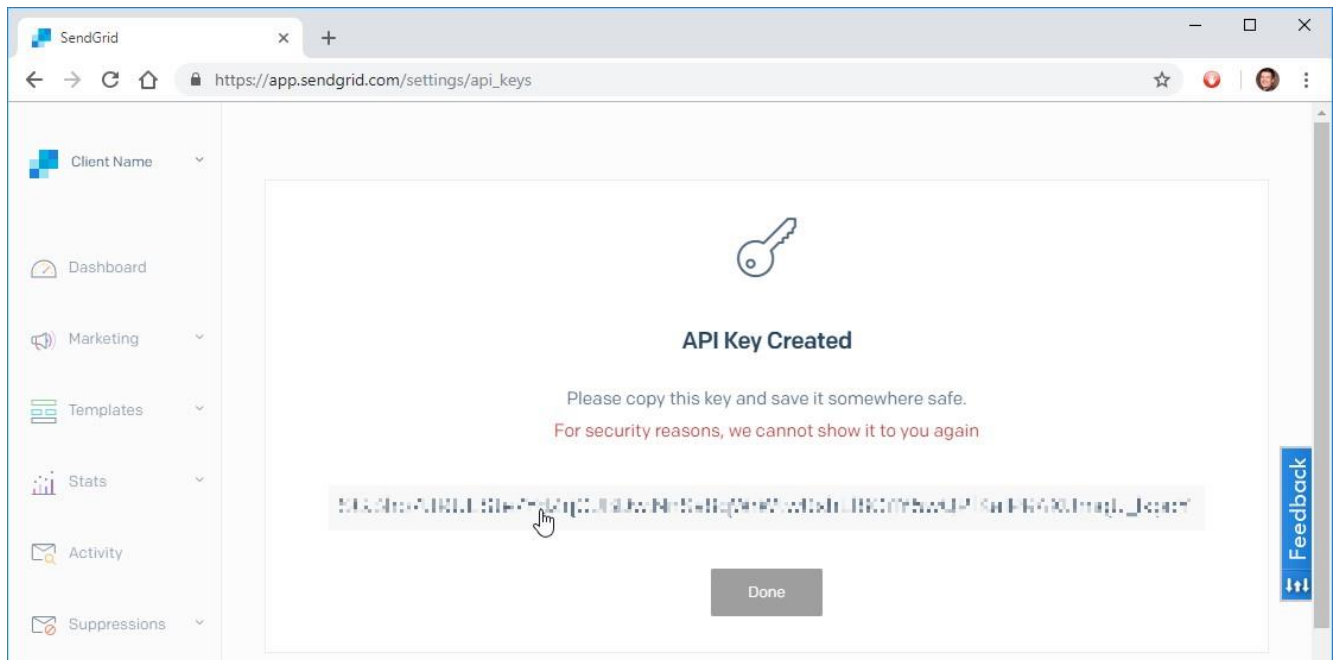 SendGrid
https://app.sendgrid.com/settings/api_keys
Client Name
Dashboard
Marketing
Templates
Stats
Activity
Suppressions
API Key Created
Please copy this key and save it somewhere safe.
For security reasons, we cannot show it to you again
Done
Feedback